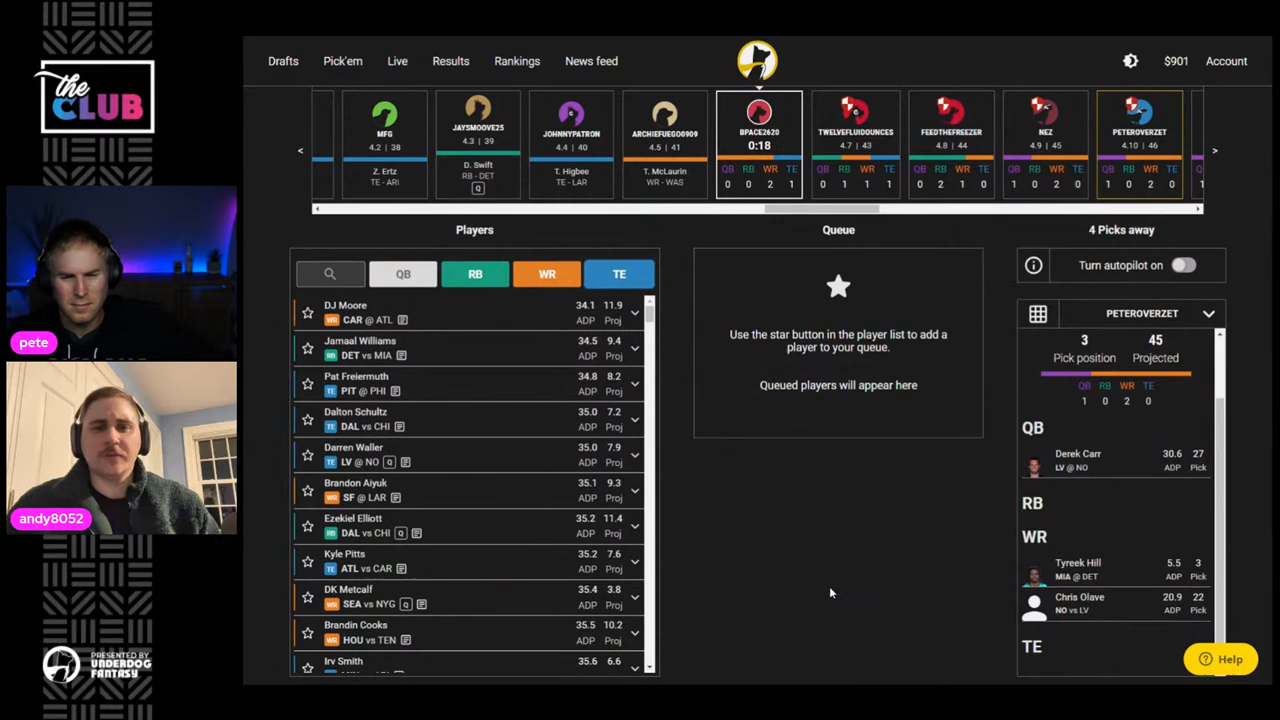 the
CLUB
pete
andy8052
PRESENTED BY
UNDERDOG
FANTASY
Drafts Pick'em Live Results Rankings News feed
$901 Account
<
MFG
4.2 | 38
Z. Ertz
TE - ARI
JAYSMOOVE25
4.3 | 39
D. Swift
RB - DET
Q
JOHNNYPATRON
4.4 | 40
T. Higbee
TE - LAR
ARCHIEFUEGO0909
4.5 | 41
T. McLaurin
WR - WAS
BPACE2620
0:18
QB RB WR TE
0 0 2 1
TWELVEFLUIDOUNCES
4.7 | 43
QB RB WR TE
0 1 1 1
FEEDTHEFREEZER
4.8 | 44
QB RB WR TE
0 2 1 0
NEZ
4.9 | 45
QB RB WR TE
1 0 2 0
PETEROVERZET
4.10 | 46
QB RB WR TE
1 0 2 0
>
Players
QB RB WR TE
DJ Moore 34.1 11.9
WR CAR @ ATL ADP Proj
Jamaal Williams 34.5 9.4
RB DET vs MIA ADP Proj
Pat Freiermuth 34.8 8.2
TE PIT @ PHI ADP Proj
Dalton Schultz 35.0 7.2
TE DAL vs CHI ADP Proj
Darren Waller 35.0 7.9
TE LV @ NO Q ADP Proj
Brandon Aiyuk 35.1 9.3
WR SF @ LAR ADP Proj
Ezekiel Elliott 35.2 11.4
RB DAL vs CHI Q ADP Proj
Kyle Pitts 35.2 7.6
TE ATL vs CAR ADP Proj
DK Metcalf 35.4 3.8
WR SEA vs NYG Q ADP Proj
Brandin Cooks 35.5 10.2
WR HOU vs TEN ADP Proj
Irv Smith 35.6 6.6
Queue
Use the star button in the player list to add a
player to your queue.
Queued players will appear here
4 Picks away
Turn autopilot on
PETEROVERZET
3 45
Pick position Projected
QB RB WR TE
1 0 2 0
QB
Derek Carr 30.6 27
LV @ NO ADP Pick
RB
WR
Tyreek Hill 5.5 3
MIA @ DET ADP Pick
Chris Olave 20.9 22
NO vs LV ADP Pick
TE
Help